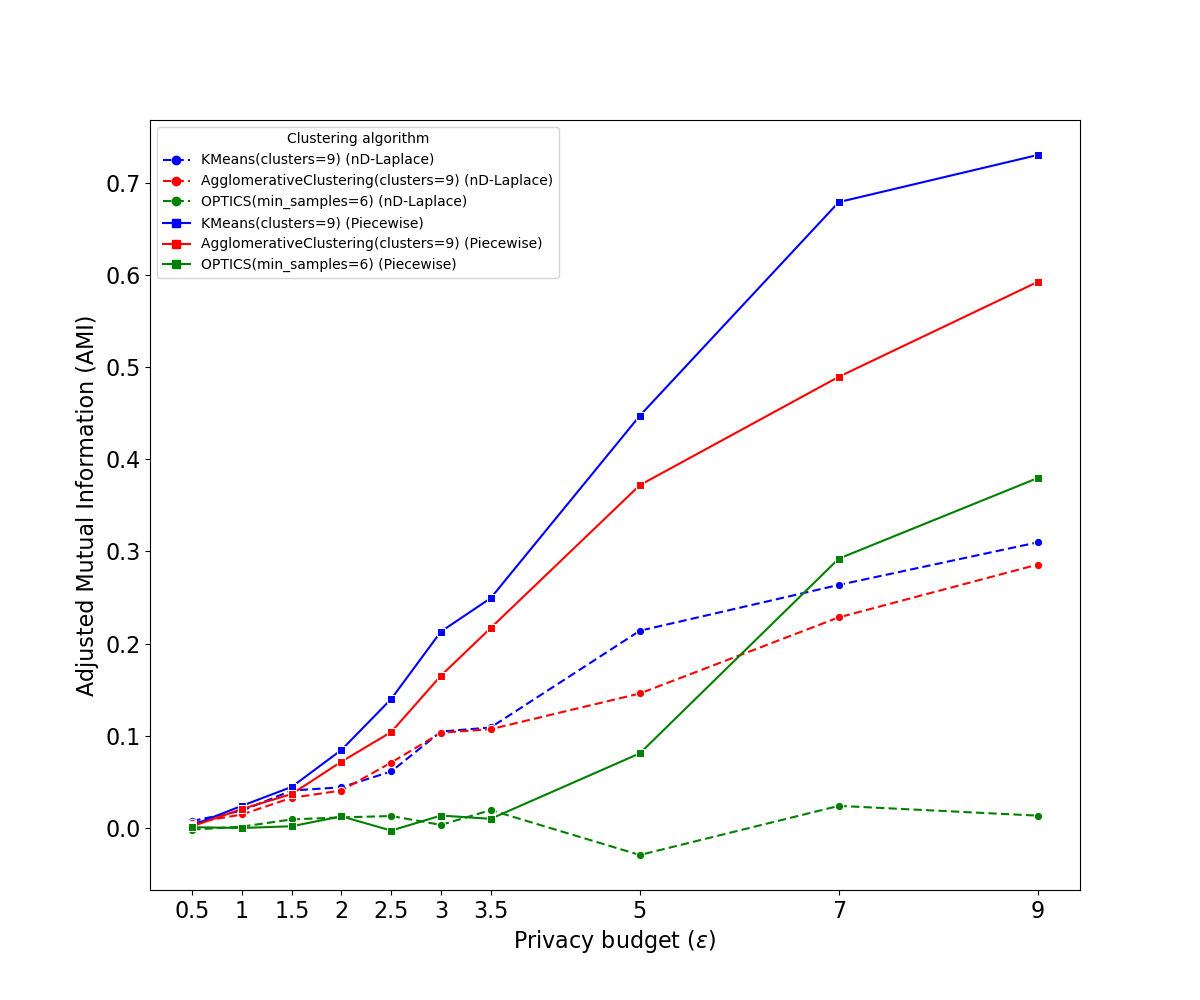 Clustering algorithm
KMeans(clusters=9) (nD-Laplace)
AgglomerativeClustering(clusters=9) (nD-Laplace)
OPTICS(min_samples=6) (nD-Laplace)
KMeans(clusters=9) (Piecewise)
AgglomerativeClustering(clusters=9) (Piecewise)
OPTICS(min_samples=6) (Piecewise)
Adjusted Mutual Information (AMI)
0.7
0.6
0.5
0.4
0.3
0.2
0.1
0.0
0.5 1 1.5 2 2.5 3 3.5 5 7 9
Privacy budget (ε)